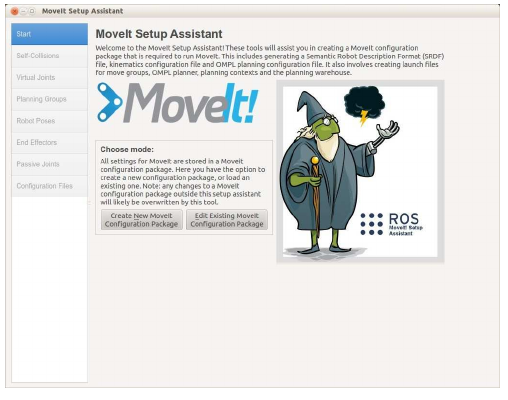 MoveIt Setup Assistant
Start
Self-Collisions
Virtual Joints
Planning Groups
Robot Poses
End Effectors
Passive Joints
Configuration Files
MoveIt Setup Assistant
Welcome to the MoveIt Setup Assistant! These tools will assist you in creating a MoveIt configuration
package that is required to run MoveIt. This includes generating a Semantic Robot Description Format (SRDF)
file, kinematics configuration file and OMPL planning configuration file. It also involves creating launch files
for move groups, OMPL planner, planning contexts and the planning warehouse.
MoveIt!
Choose mode:
All settings for MoveIt are stored in a MoveIt
configuration package. Here you have the option to
create a new configuration package, or load an
existing one. Note: any changes to a MoveIt
configuration package outside this setup assistant
will likely be overwritten by this tool.
Create New MoveIt
Configuration Package
Edit Existing MoveIt
Configuration Package
ROS
MoveIt! Setup
Assistant